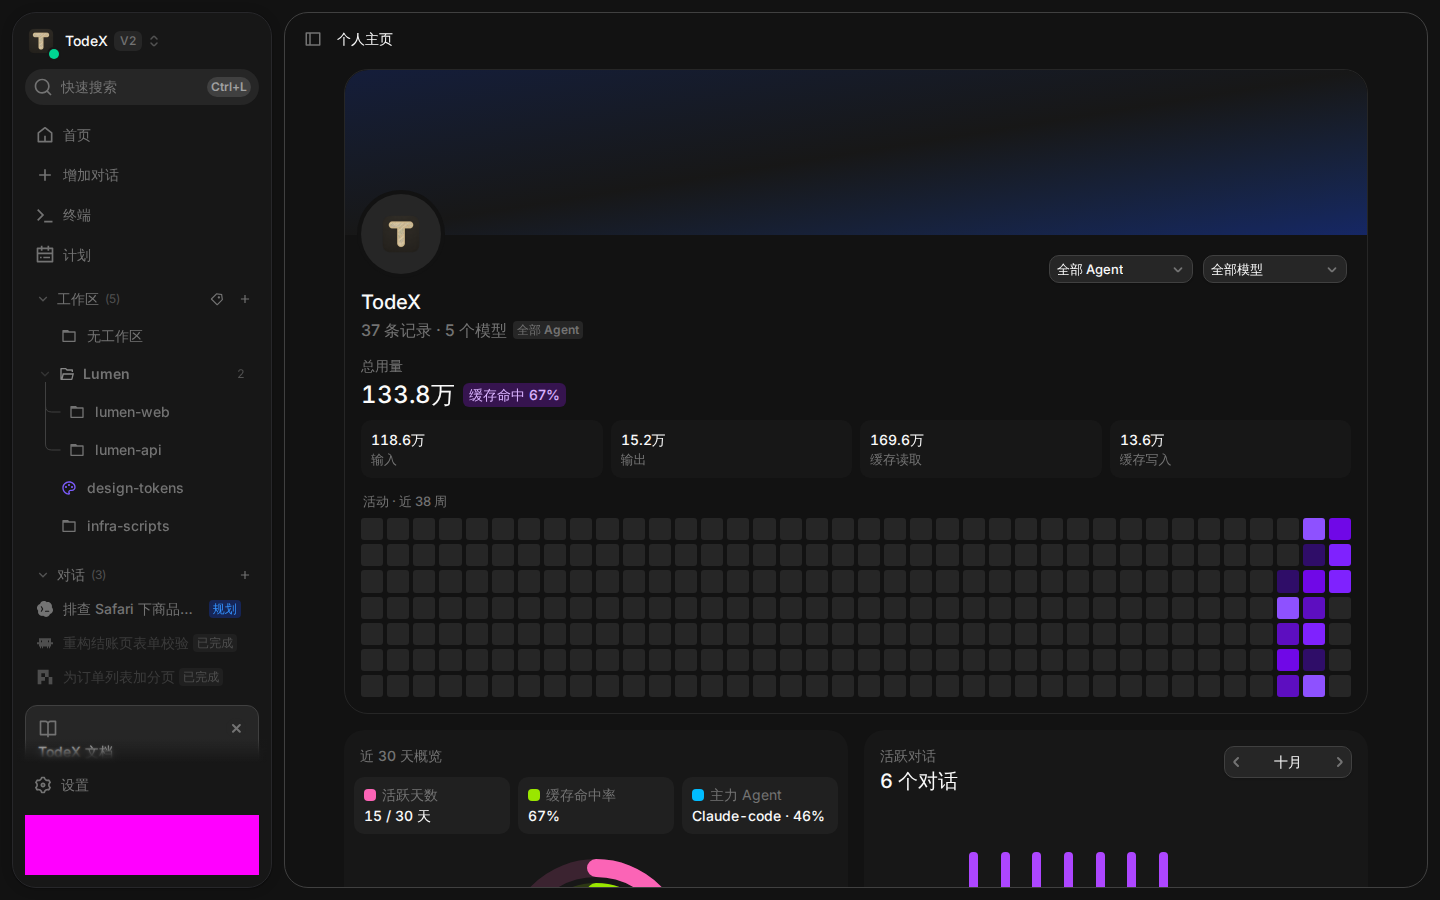 TodeX V2
快速搜索 Ctrl+L
首页
增加对话
终端
计划
工作区 (5)
无工作区
Lumen 2
lumen-web
lumen-api
design-tokens
infra-scripts
对话 (3)
排查 Safari 下商品... 规划
重构结账页表单校验 已完成
为订单列表加分页 已完成
TodeX 文档
设置
个人主页
全部 Agent
全部模型
TodeX
37 条记录 · 5 个模型 全部 Agent
总用量
133.8万 缓存命中 67%
118.6万
输入
15.2万
输出
169.6万
缓存读取
13.6万
缓存写入
活动 · 近 38 周
近 30 天概览
活跃天数
15 / 30 天
缓存命中率
67%
主力 Agent
Claude-code · 46%
活跃对话
6 个对话
十月